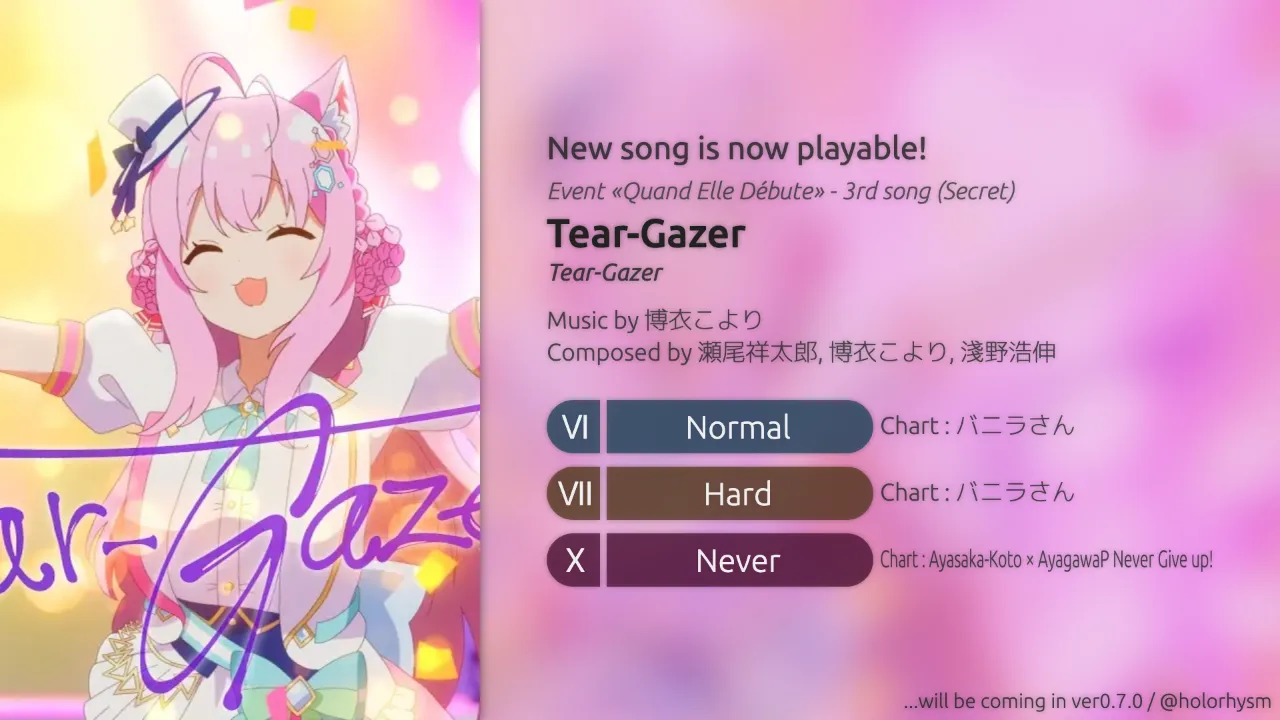 New song is now playable!
Event «Quand Elle Débute» - 3rd song (Secret)
Tear-Gazer
Tear-Gazer
Music by 博衣こより
Composed by 瀬尾祥太郎, 博衣こより, 淺野浩伸
VI Normal Chart : バニラさん
VII Hard Chart : バニラさん
X Never Chart : Ayasaka-Koto × AyagawaP Never Give up!
er-Gaze
...will be coming in ver0.7.0 / @holorhysm